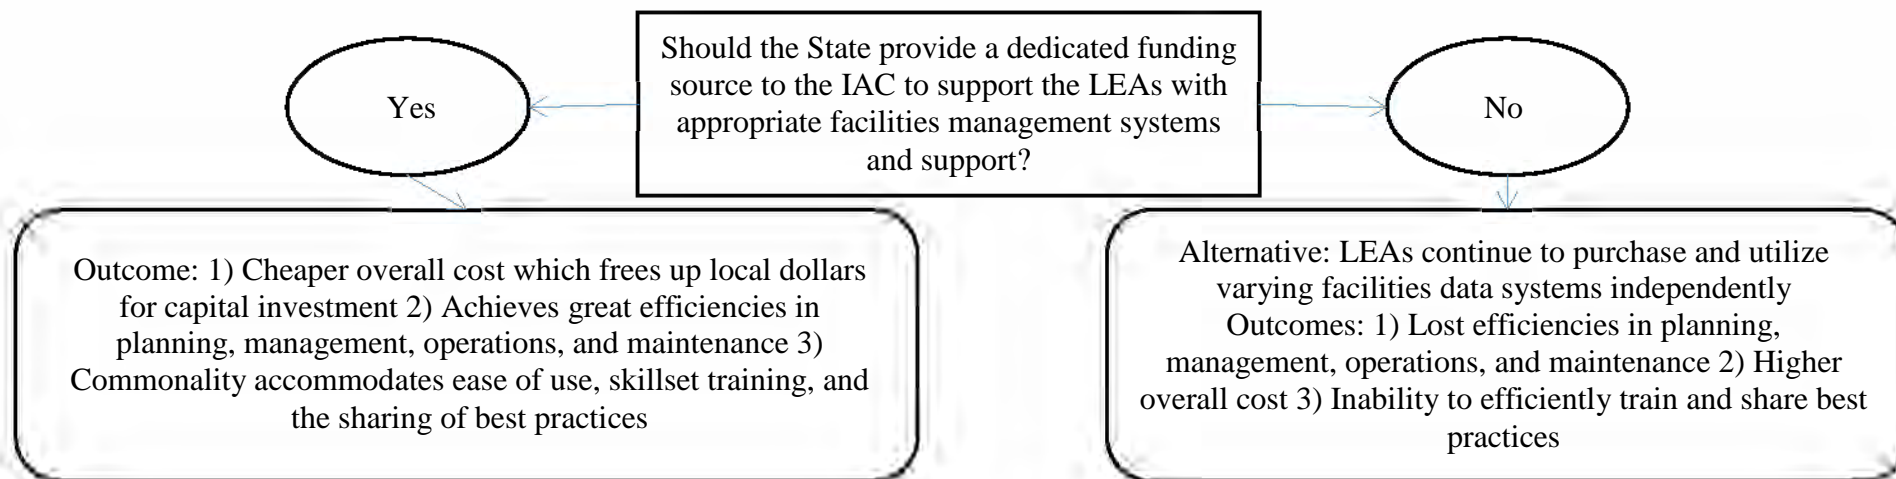 Should the State provide a dedicated funding
source to the IAC to support the LEAs with
appropriate facilities management systems
and support?
Yes
No
Outcome: 1) Cheaper overall cost which frees up local dollars
for capital investment 2) Achieves great efficiencies in
planning, management, operations, and maintenance 3)
Commonality accommodates ease of use, skillset training, and
the sharing of best practices
Alternative: LEAs continue to purchase and utilize
varying facilities data systems independently
Outcomes: 1) Lost efficiencies in planning,
management, operations, and maintenance 2) Higher
overall cost 3) Inability to efficiently train and share best
practices